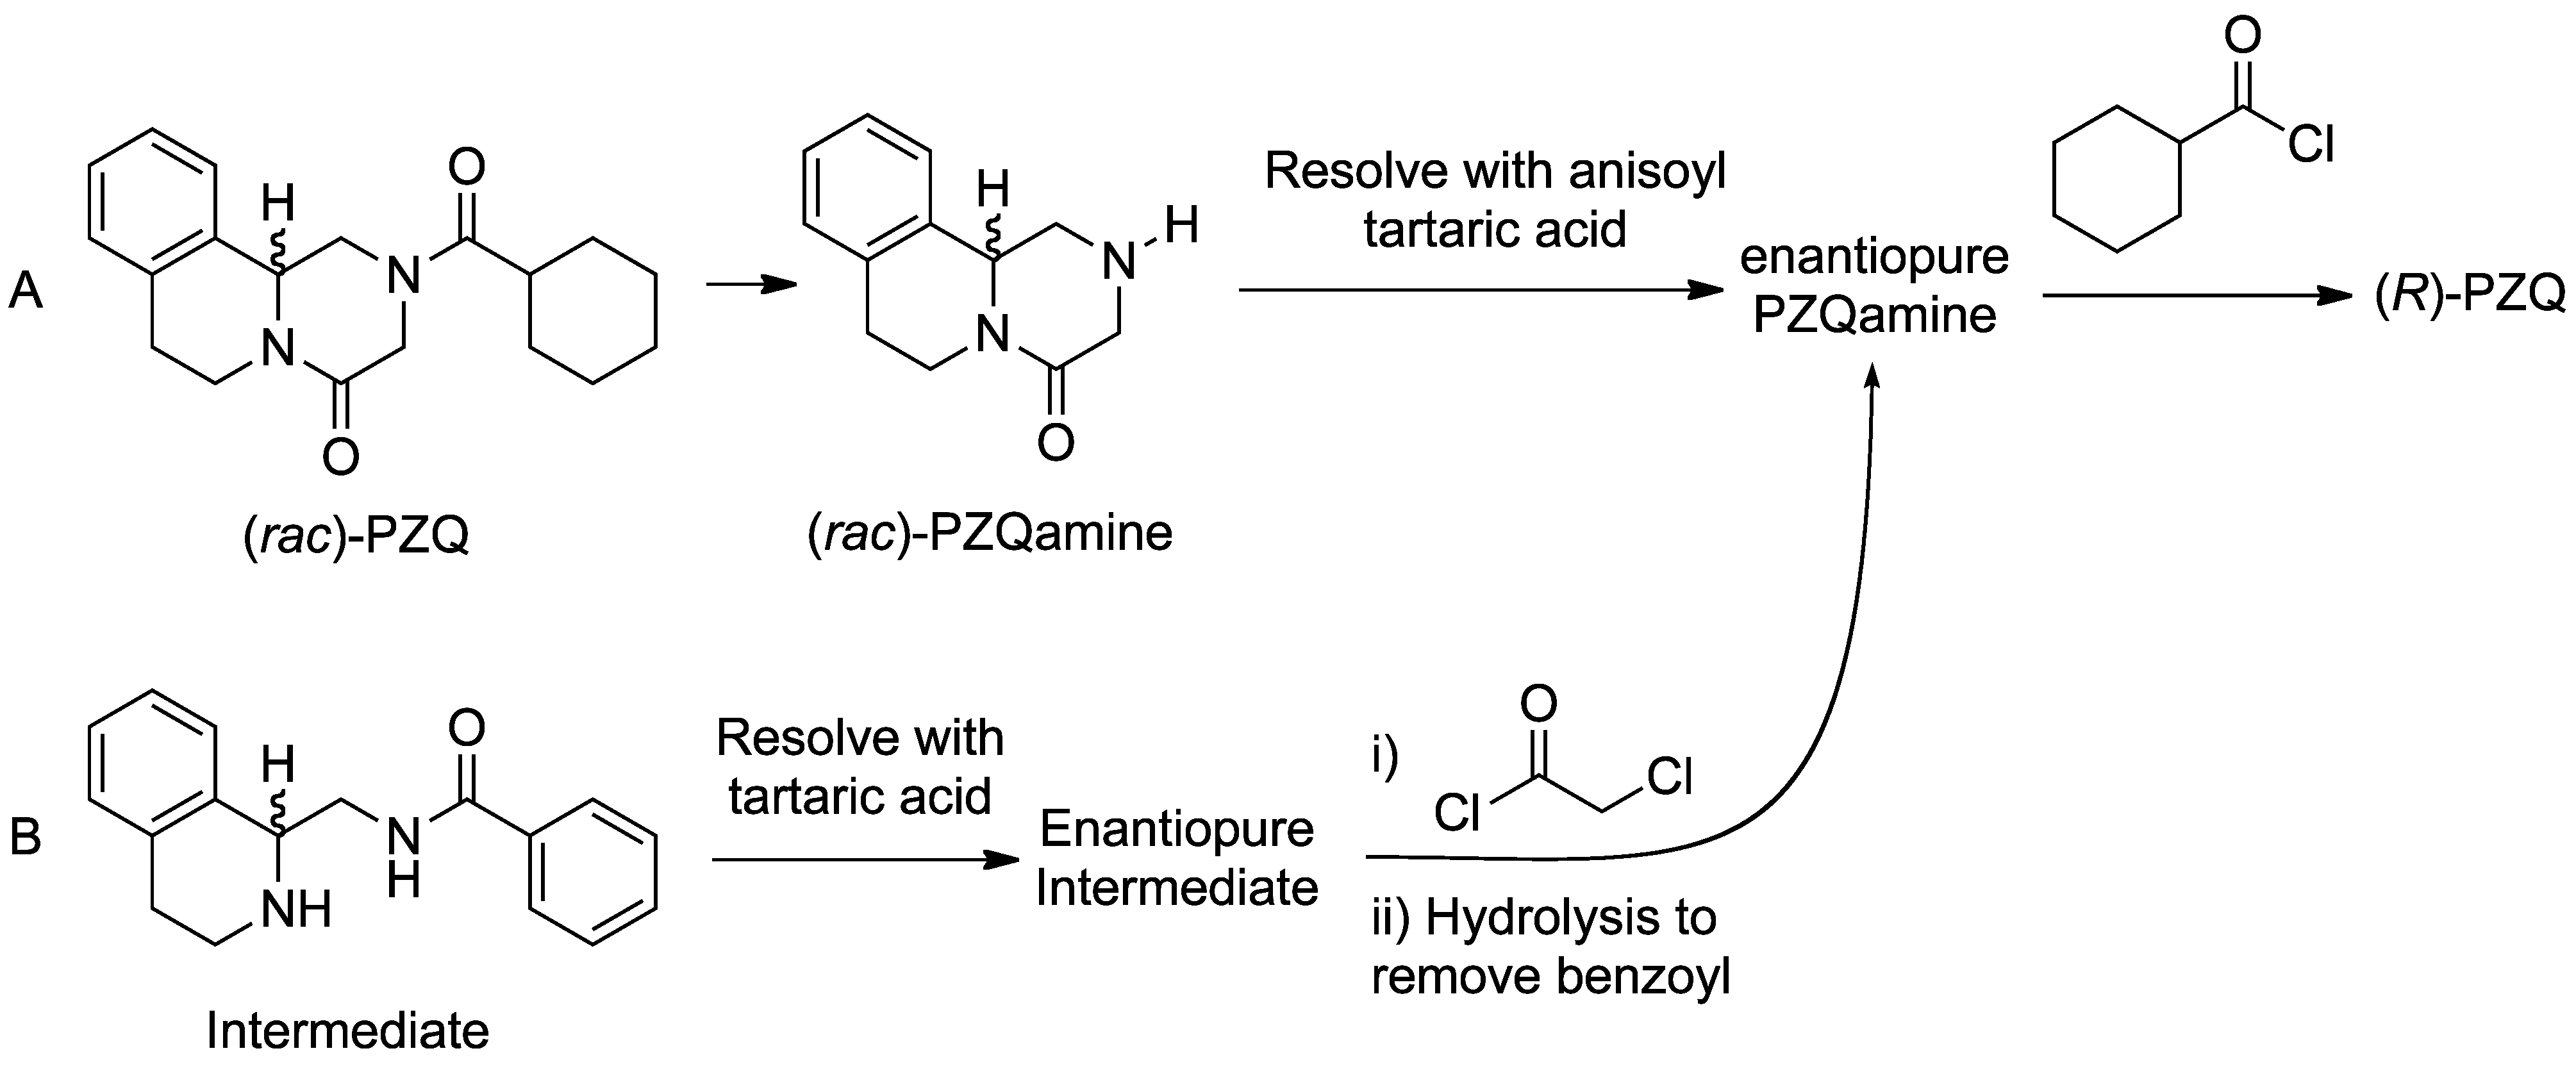 A
H
N
N
O
O
(rac)-PZQ
H
N
H
N
O
(rac)-PZQamine
Resolve with anisoyl
tartaric acid
enantiopure
PZQamine
O
Cl
(R)-PZQ
B
H
O
N
H
NH
Intermediate
Resolve with
tartaric acid
Enantiopure
Intermediate
i)
O
Cl
Cl
ii) Hydrolysis to
remove benzoyl